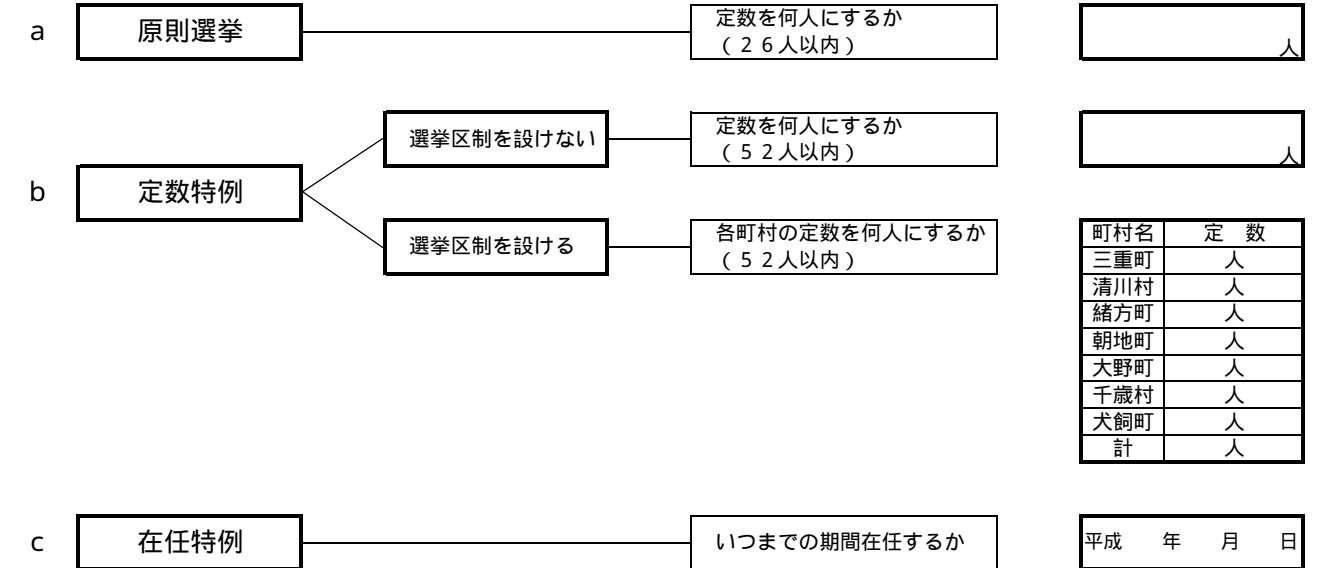 a 原則選挙 定数を何人にするか
(26人以内) 人
選挙区制を設けない 定数を何人にするか
(52人以内) 人
b 定数特例
選挙区制を設ける 各町村の定数を何人にするか
(52人以内)
町村名 定 数
三重町 人
清川村 人
緒方町 人
朝地町 人
大野町 人
千歳村 人
犬飼町 人
計 人
c 在任特例 いつまでの期間在任するか 平成 年 月 日